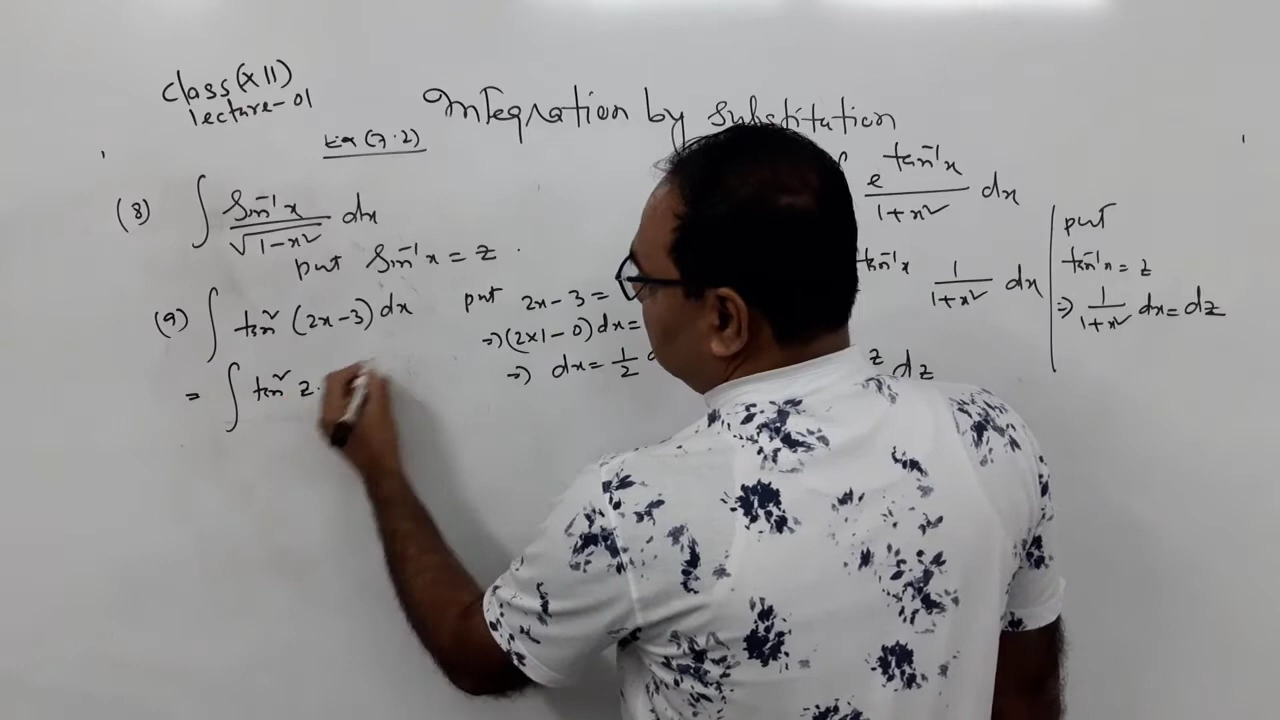 Class(XII)
lecture-01
Integration by substitution
Ex (7.2)
(8) ∫ Sin⁻¹x / √1-x² dx
put Sin⁻¹x = z .
(9) ∫ tan² (2x-3) dx
= ∫ tan² z .
put 2x-3 =
⇒ (2x1-0) dx =
⇒ dx = 1/2
e^tan⁻¹x / 1+x² dx
tan⁻¹x 1/1+x² dx
z dz
put
tan⁻¹x = z
⇒ 1/1+x² dx = dz